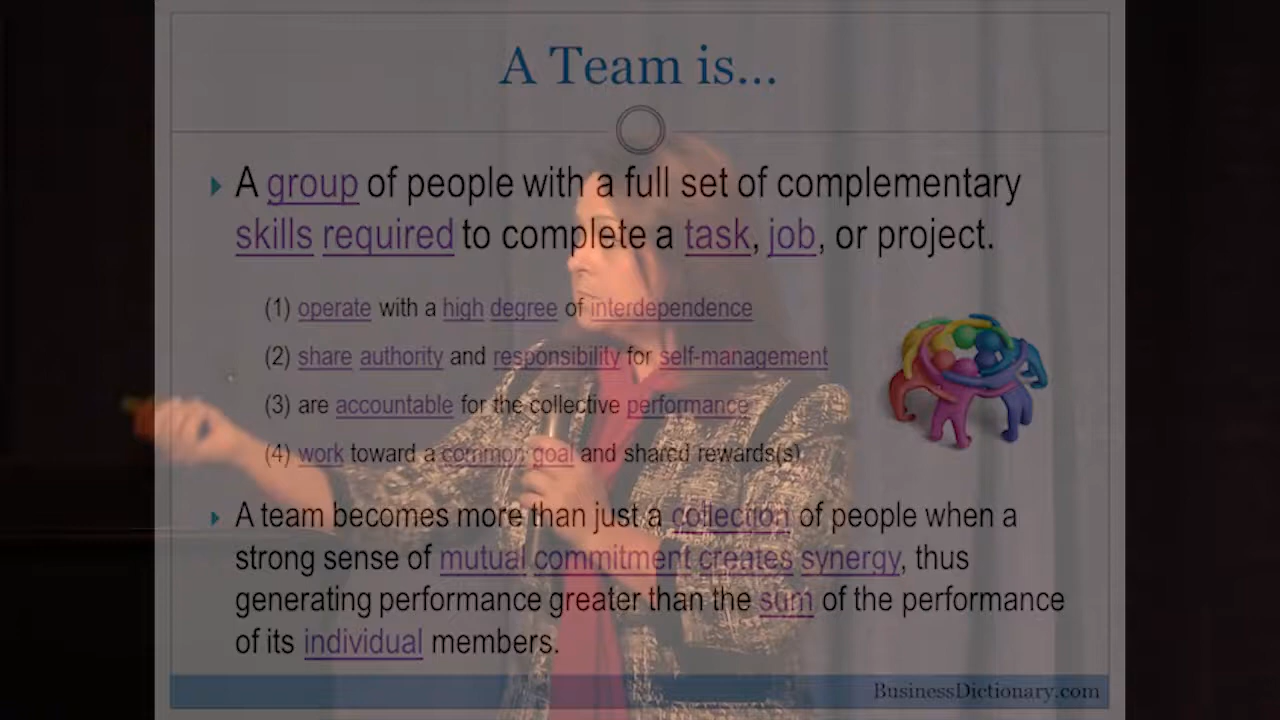 A Team is...
A group of people with a full set of complementary
skills required to complete a task, job, or project.
(1) operate with a high degree of interdependence
(2) share authority and responsibility for self-management
(3) are accountable for the collective performance
(4) work toward a common goal and shared rewards(s)
A team becomes more than just a collection of people when a
strong sense of mutual commitment creates synergy, thus
generating performance greater than the sum of the performance
of its individual members.
BusinessDictionary.com